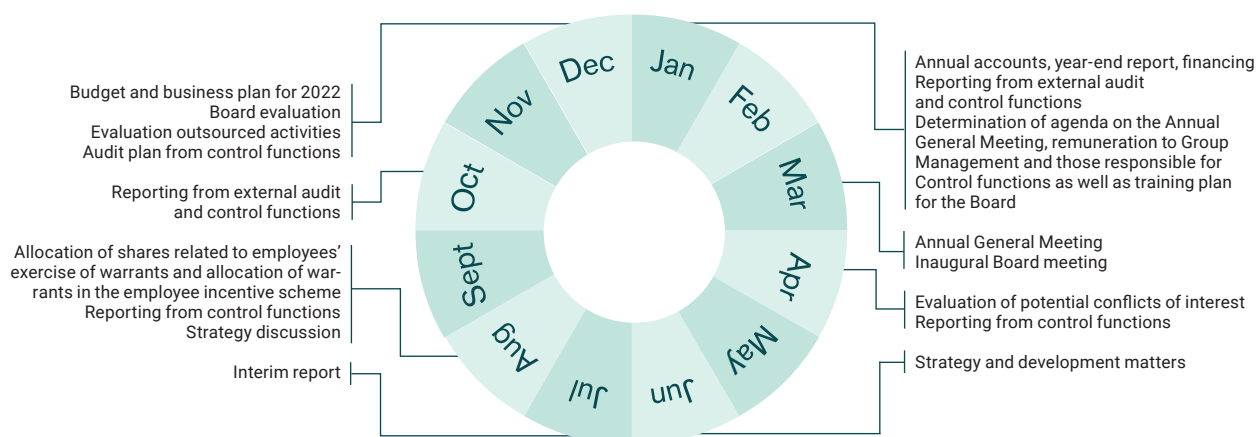 Dec
Jan
Feb
Mar
Apr
May
Jun
Jul
Aug
Sept
Oct
Nov
Budget and business plan for 2022
Board evaluation
Evaluation outsourced activities
Audit plan from control functions
Reporting from external audit
and control functions
Allocation of shares related to employees’
exercise of warrants and allocation of war-
rants in the employee incentive scheme
Reporting from control functions
Strategy discussion
Interim report
Annual accounts, year-end report, financing
Reporting from external audit
and control functions
Determination of agenda on the Annual
General Meeting, remuneration to Group
Management and those responsible for
Control functions as well as training plan
for the Board
Annual General Meeting
Inaugural Board meeting
Evaluation of potential conflicts of interest
Reporting from control functions
Strategy and development matters